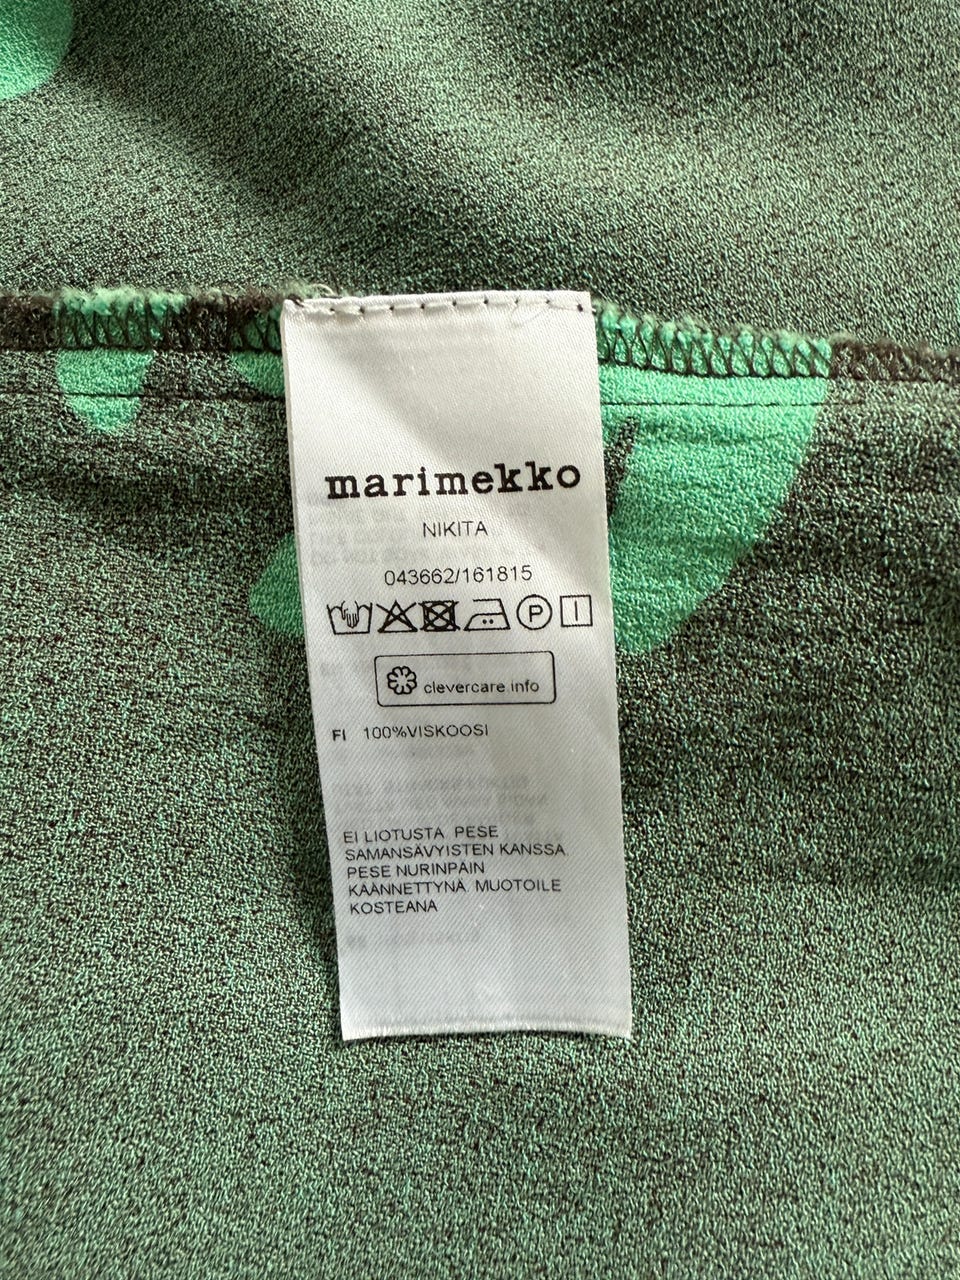 marimekko
NIKITA
043662/161815
P
clevercare.info
FI 100%VISKOOSI
EI LIOTUSTA. PESE
SAMANSÄVYISTEN KANSSA.
PESE NURINPÄIN
KÄÄNNETTYNÄ. MUOTOILE
KOSTEANA